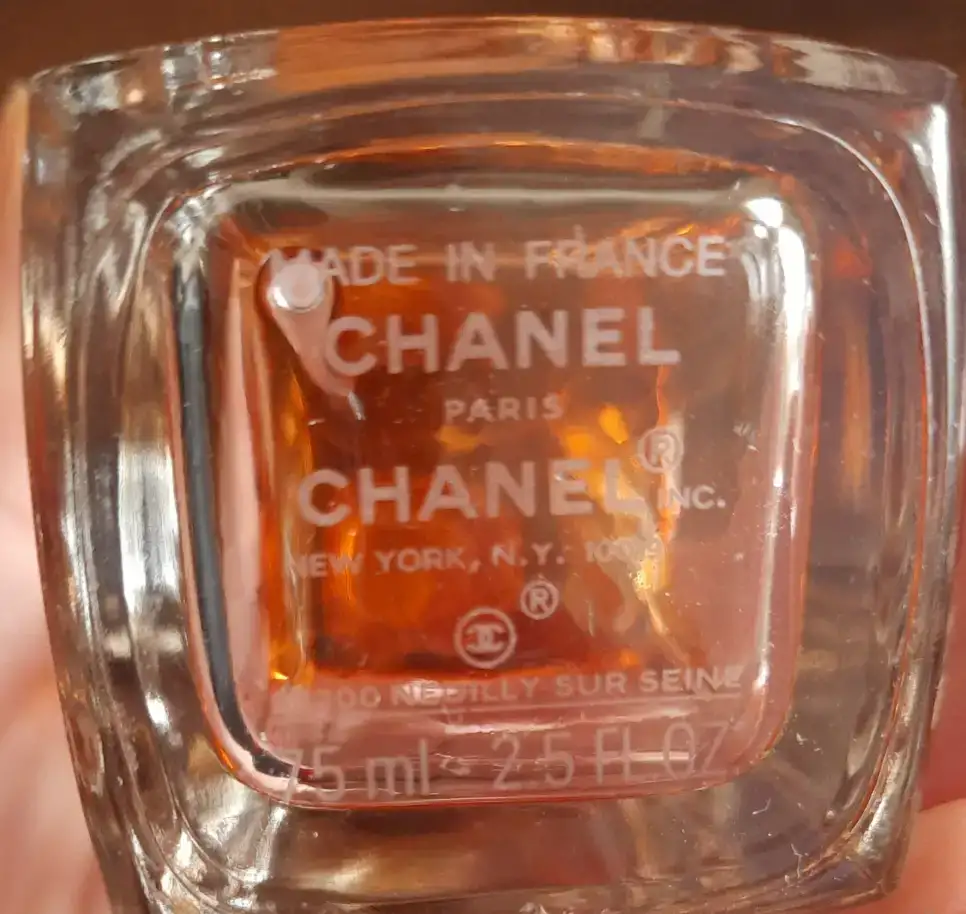 MADE IN FRANCE
CHANEL
PARIS
CHANEL® INC.
NEW YORK, N.Y.
®
NEUILLY SUR SEINE
75 ml - 2.5 fl OZ